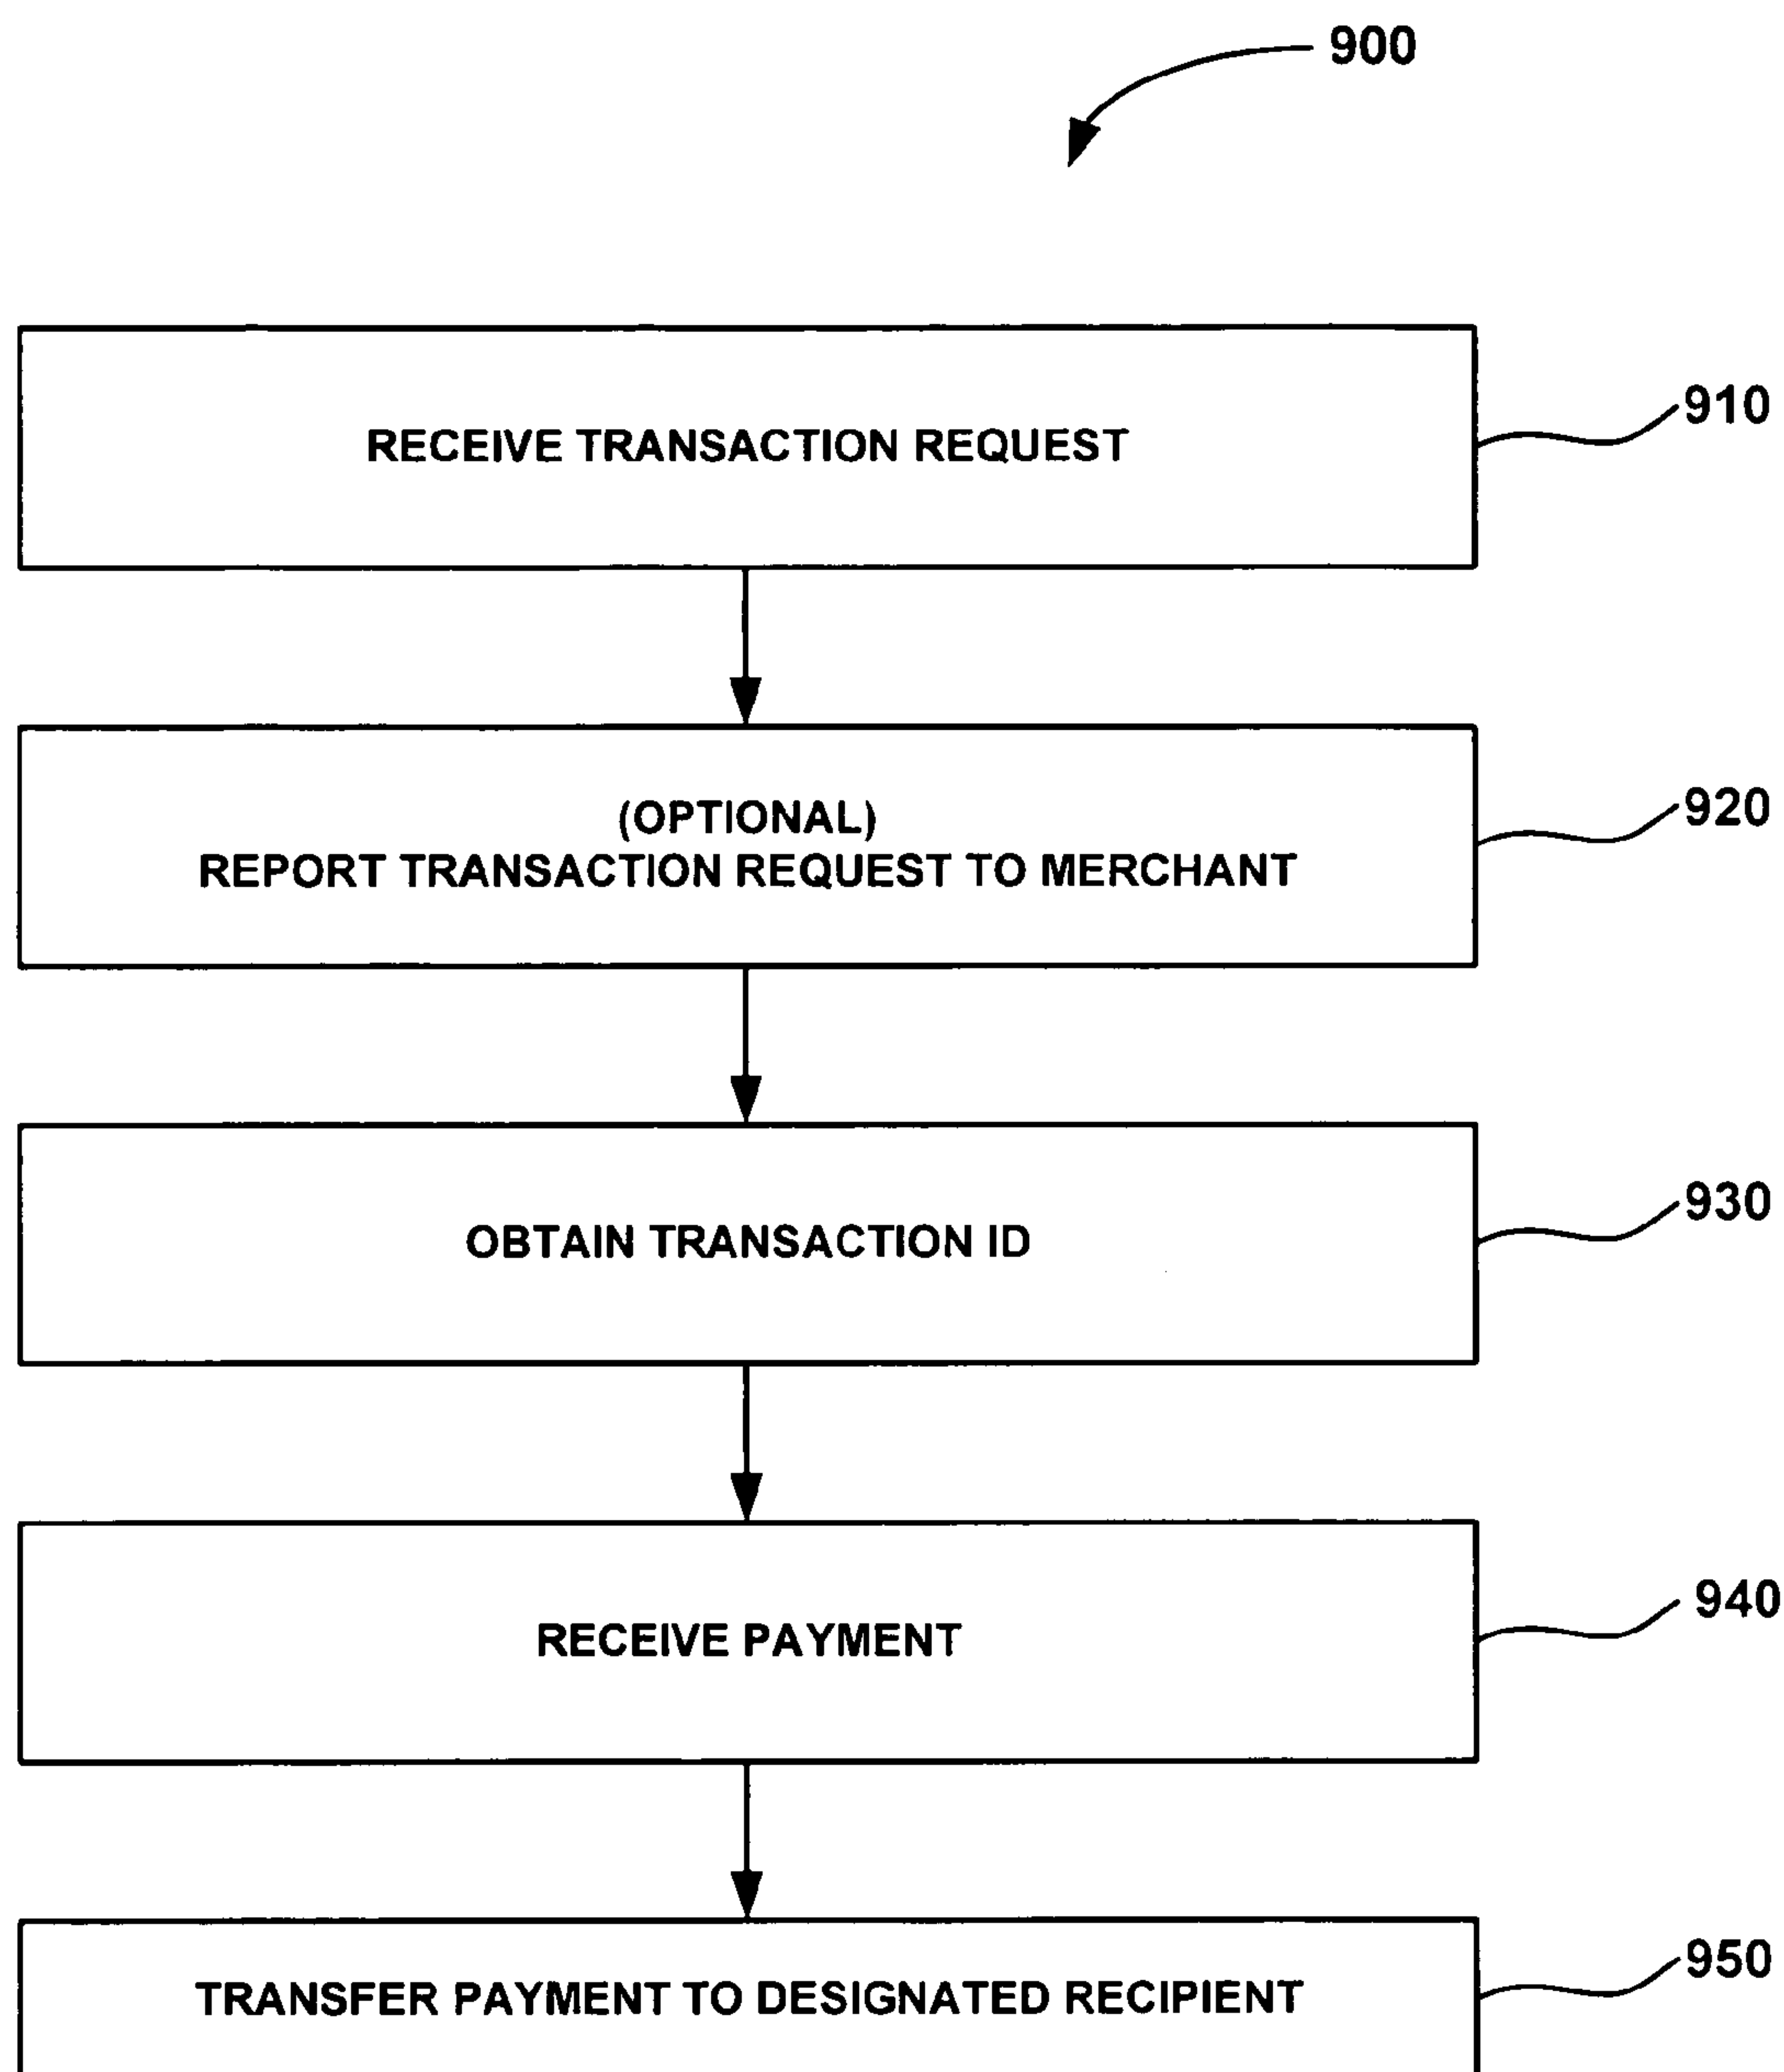 900
RECEIVE TRANSACTION REQUEST
910
(OPTIONAL)
REPORT TRANSACTION REQUEST TO MERCHANT
920
OBTAIN TRANSACTION ID
930
RECEIVE PAYMENT
940
TRANSFER PAYMENT TO DESIGNATED RECIPIENT
950